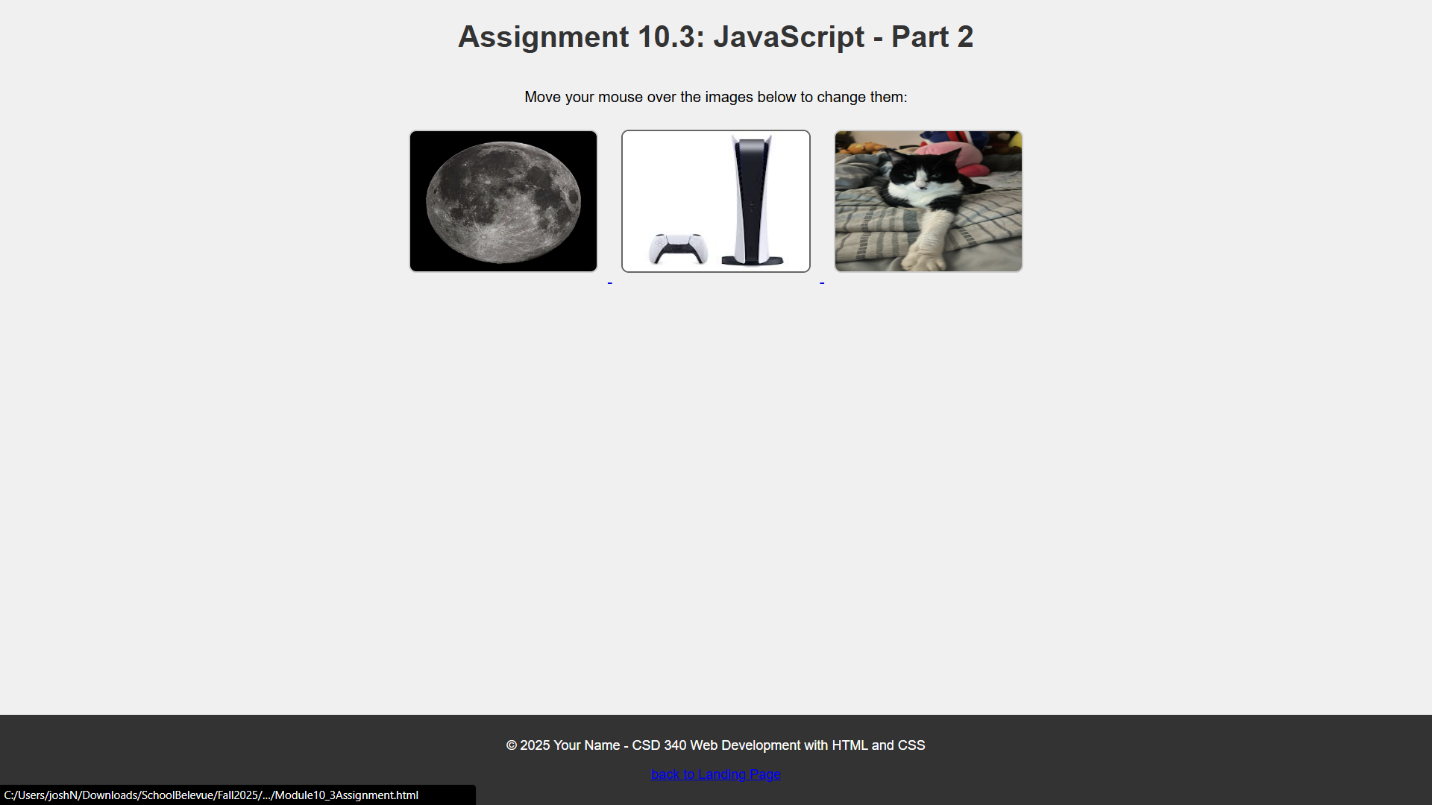 Assignment 10.3: JavaScript - Part 2
Move your mouse over the images below to change them:
© 2025 Your Name - CSD 340 Web Development with HTML and CSS
back to Landing Page
C:/Users/joshN/Downloads/SchoolBelevue/Fall2025/.../Module10_3Assignment.html